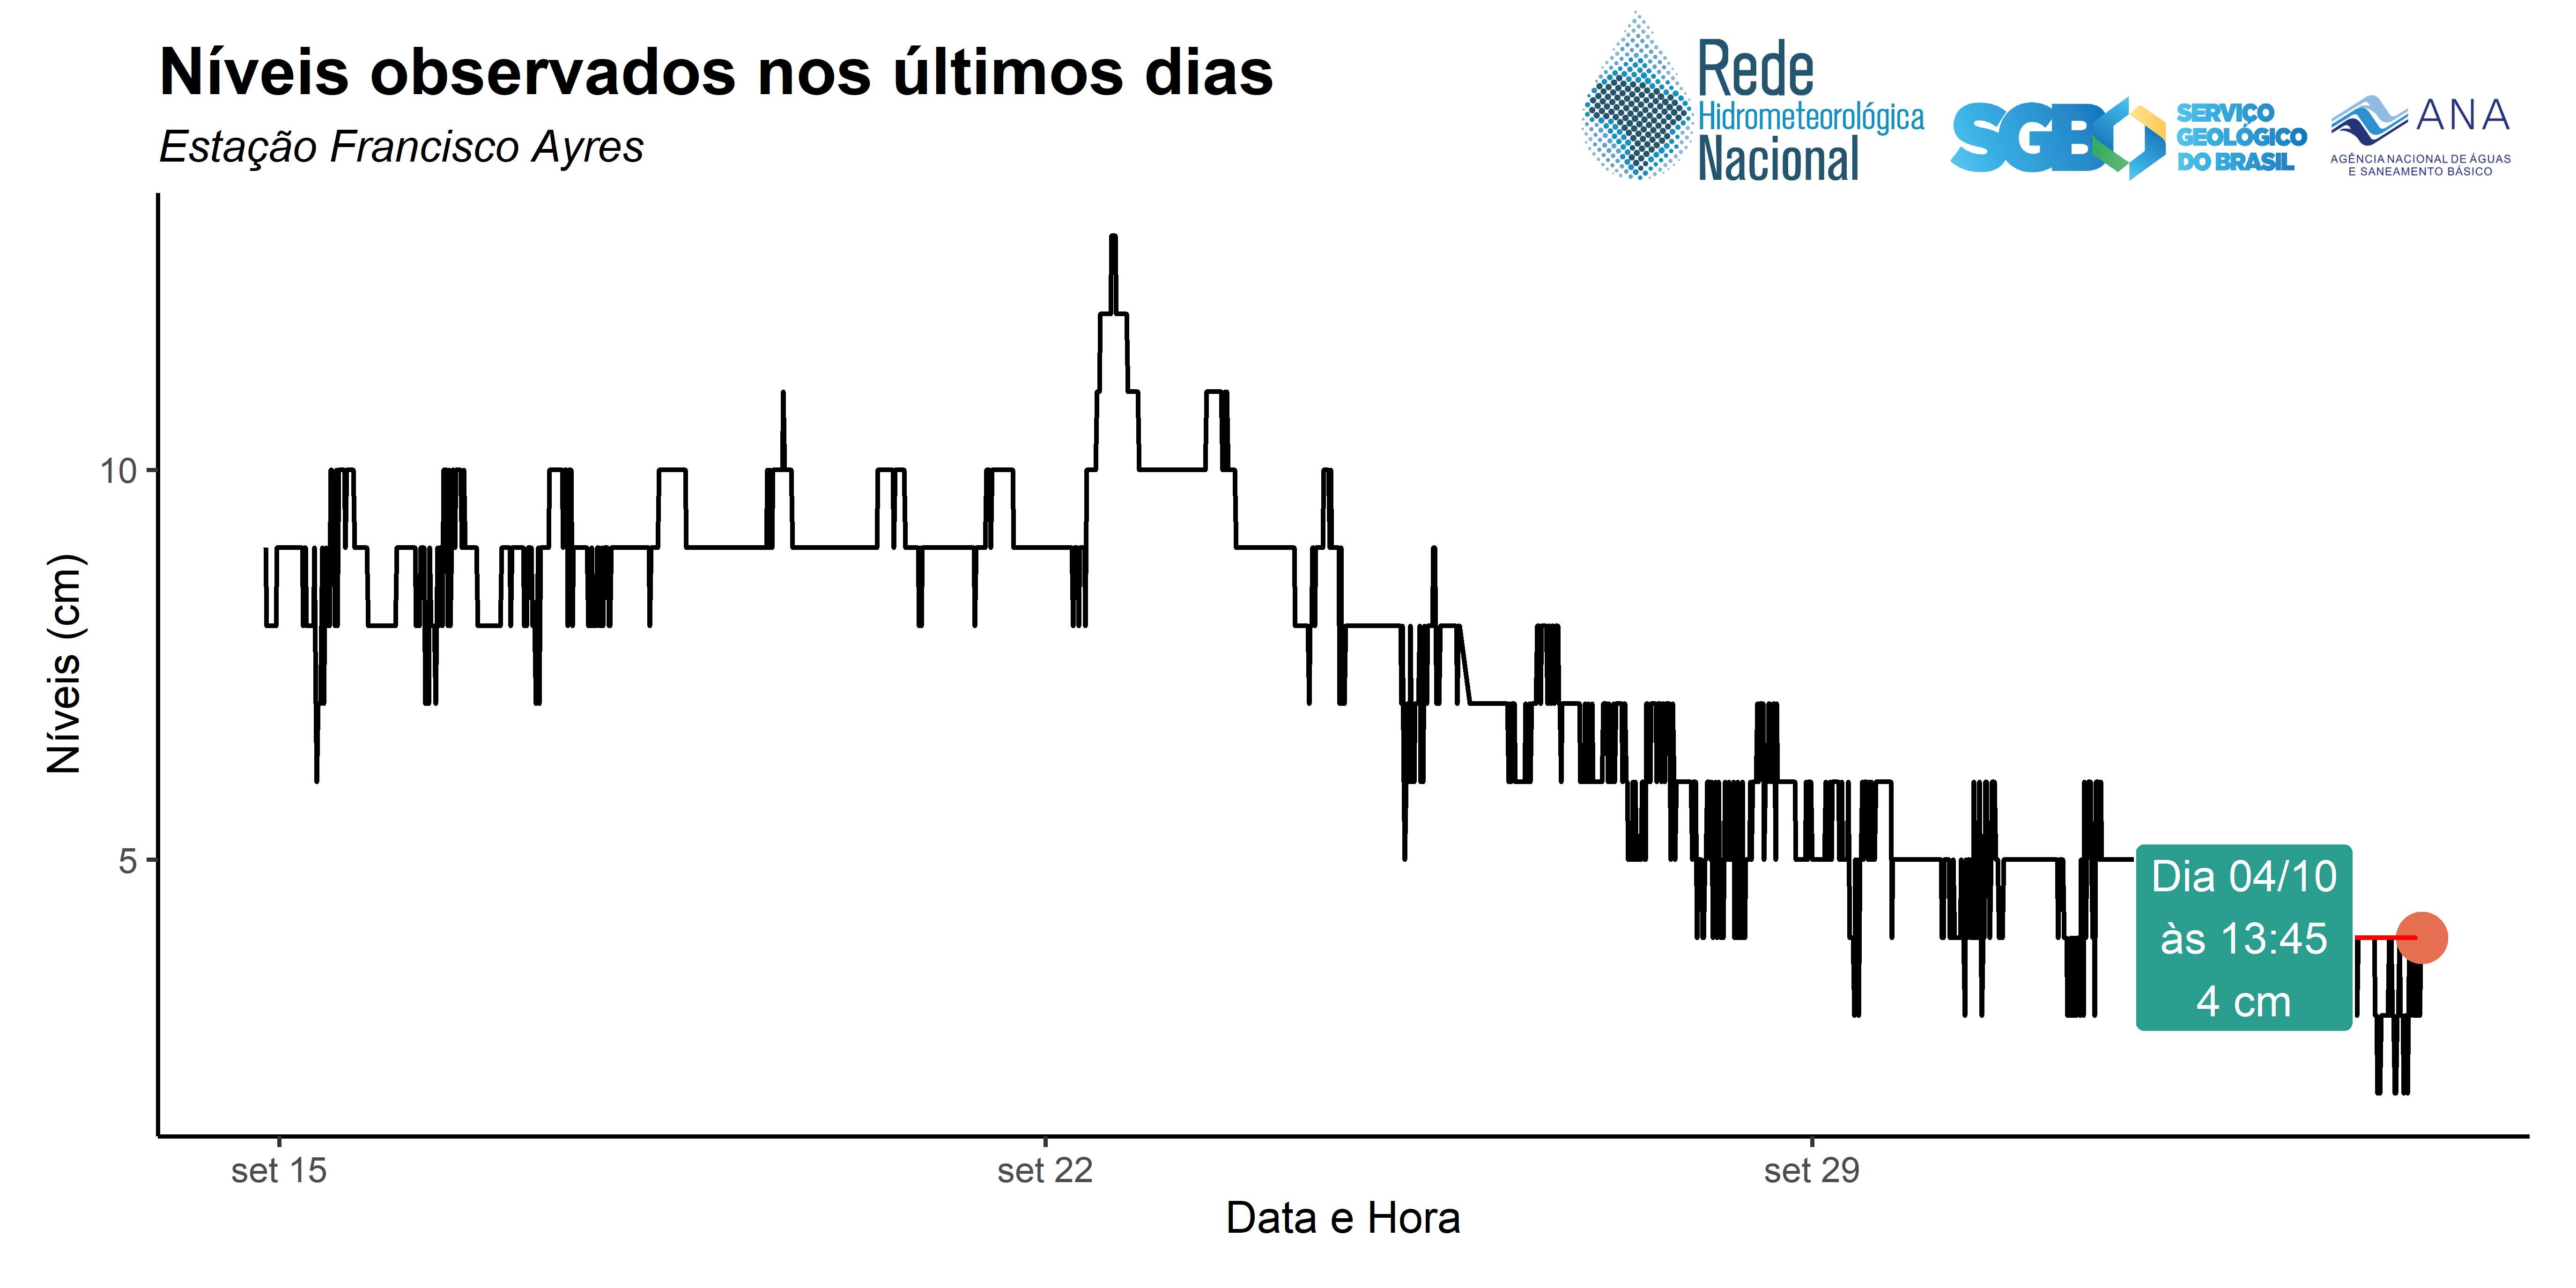 Níveis observados nos últimos dias
Estação Francisco Ayres
Rede
Hidrometeorológica
Nacional
SGB
SERVIÇO
GEOLÓGICO
DO BRASIL
ANA
AGÊNCIA NACIONAL DE ÁGUAS
E SANEAMENTO BÁSICO
Níveis (cm)
10
5
Dia 04/10
às 13:45
4 cm
set 15
set 22
set 29
Data e Hora